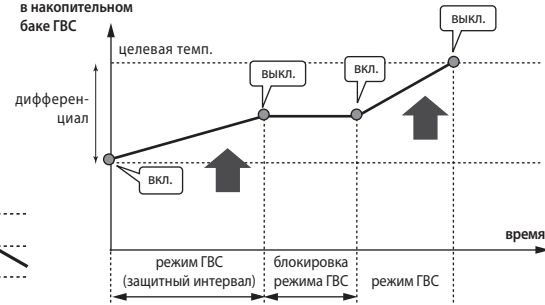 в накопительном
баке ГВС
целевая темп.
выкл.
выкл.
вкл.
дифферен-
циал
вкл.
время
режим ГВС
(защитный интервал)
блокировка
режима ГВС
режим ГВС